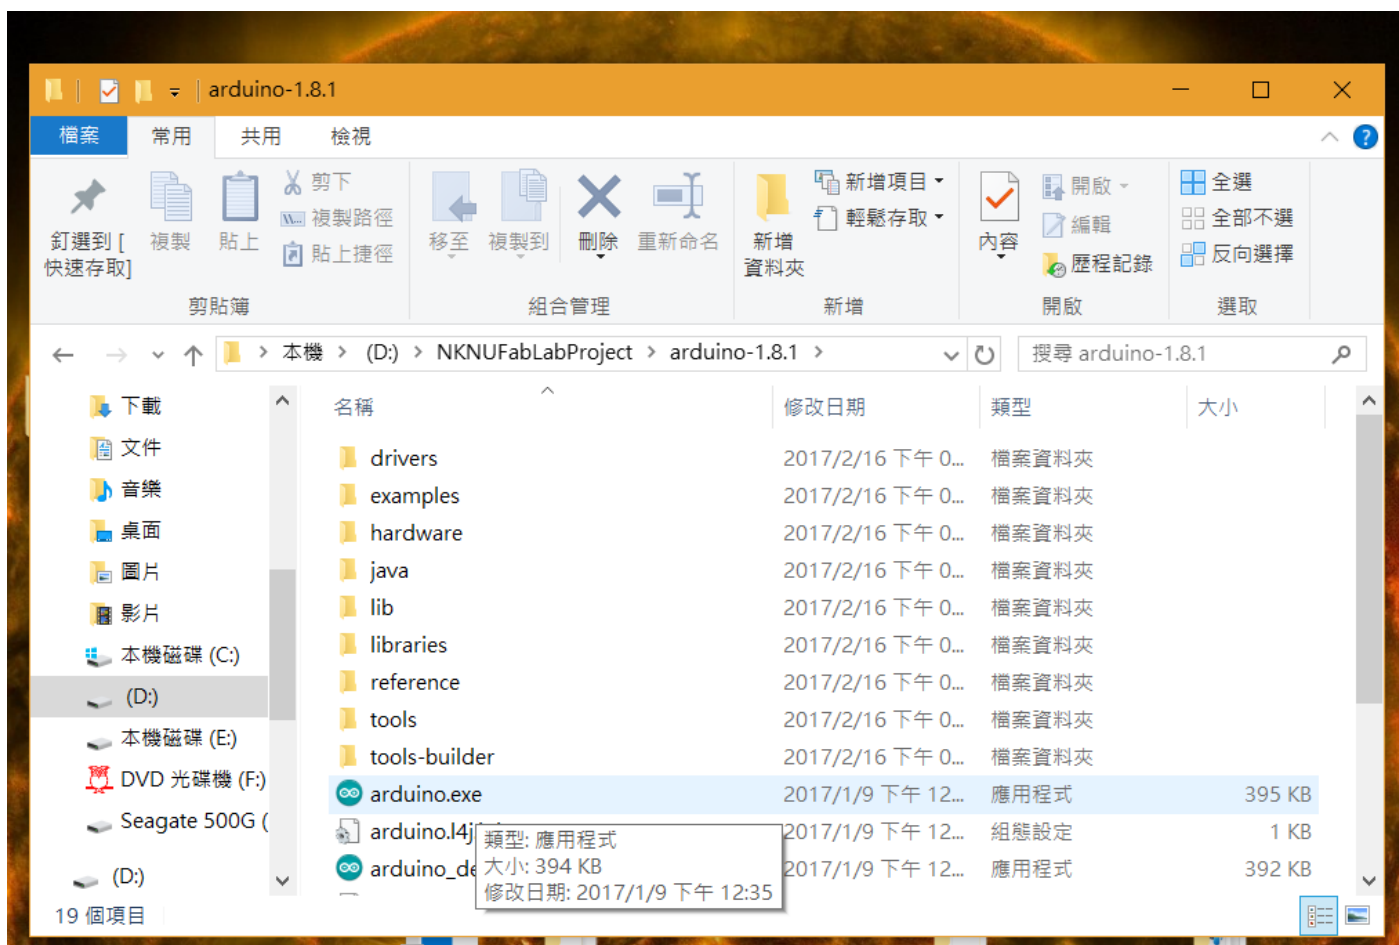 arduino-1.8.1
檔案 常用 共用 檢視
釘選到 [
快速存取]
複製
貼上
剪下
複製路徑
貼上捷徑
移至
複製到
刪除
重新命名
新增
資料夾
新增項目
輕鬆存取
內容
開啟
編輯
歷程記錄
全選
全部不選
反向選擇
剪貼簿 組合管理 新增 開啟 選取
本機 > (D:) > NKNUFabLabProject > arduino-1.8.1 >
搜尋 arduino-1.8.1
下載
文件
音樂
桌面
圖片
影片
本機磁碟 (C:)
(D:)
本機磁碟 (E:)
DVD 光碟機 (F:)
Seagate 500G (
(D:)
名稱 修改日期 類型 大小
drivers 2017/2/16 下午 0... 檔案資料夾
examples 2017/2/16 下午 0... 檔案資料夾
hardware 2017/2/16 下午 0... 檔案資料夾
java 2017/2/16 下午 0... 檔案資料夾
lib 2017/2/16 下午 0... 檔案資料夾
libraries 2017/2/16 下午 0... 檔案資料夾
reference 2017/2/16 下午 0... 檔案資料夾
tools 2017/2/16 下午 0... 檔案資料夾
tools-builder 2017/2/16 下午 0... 檔案資料夾
arduino.exe 2017/1/9 下午 12... 應用程式 395 KB
arduino.l4j 2017/1/9 下午 12... 組態設定 1 KB
arduino_de 2017/1/9 下午 12... 應用程式 392 KB
類型: 應用程式
大小: 394 KB
修改日期: 2017/1/9 下午 12:35
19 個項目